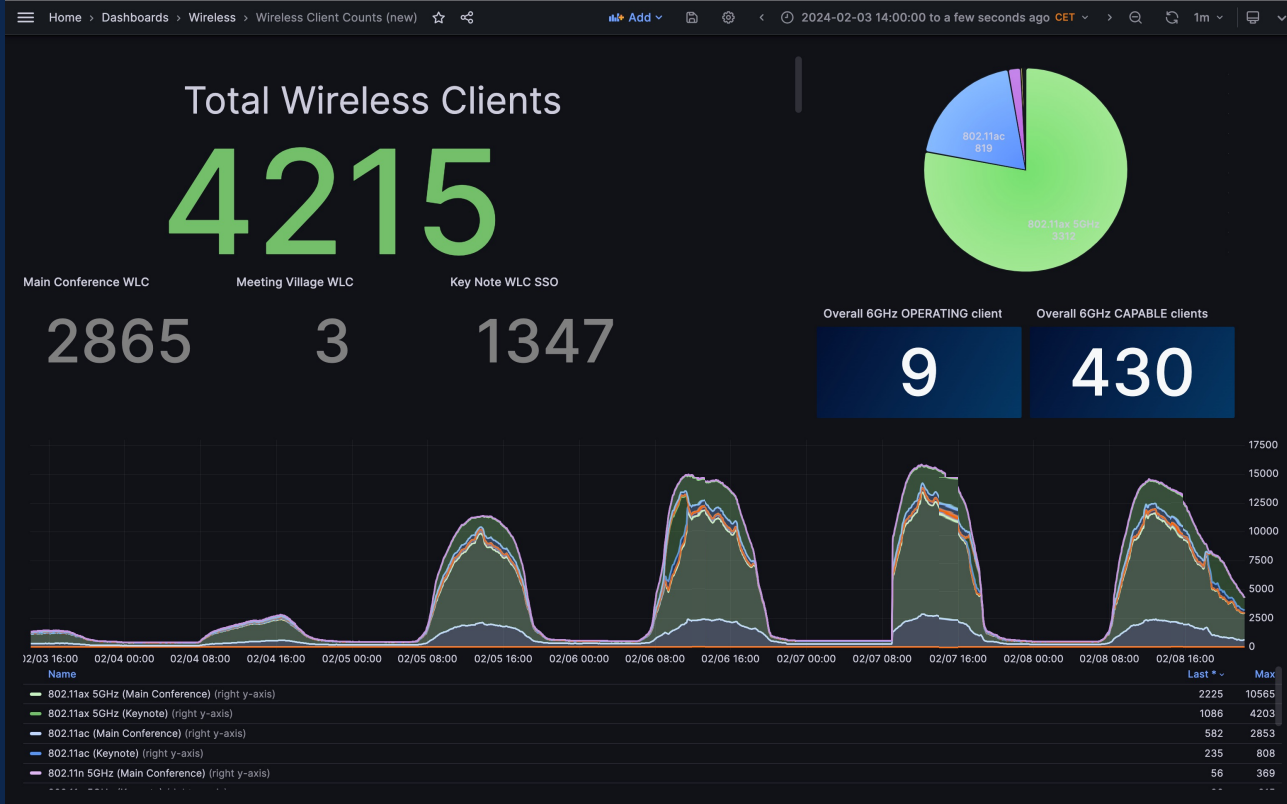 Home › Dashboards › Wireless › Wireless Client Counts (new)
Add
2024-02-03 14:00:00 to a few seconds ago CET
1m
Total Wireless Clients
4215
Main Conference WLC
Meeting Village WLC
Key Note WLC SSO
2865
3
1347
802.11ac
819
802.11ax 5GHz
3312
Overall 6GHz OPERATING client
Overall 6GHz CAPABLE clients
9
430
17500
15000
12500
10000
7500
5000
2500
0
02/03 16:00 02/04 00:00 02/04 08:00 02/04 16:00 02/05 00:00 02/05 08:00 02/05 16:00 02/06 00:00 02/06 08:00 02/06 16:00 02/07 00:00 02/07 08:00 02/07 16:00 02/08 00:00 02/08 08:00 02/08 16:00
Name Last * Max
802.11ax 5GHz (Main Conference) (right y-axis) 2225 10565
802.11ax 5GHz (Keynote) (right y-axis) 1086 4203
802.11ac (Main Conference) (right y-axis) 582 2853
802.11ac (Keynote) (right y-axis) 235 808
802.11n 5GHz (Main Conference) (right y-axis) 56 369